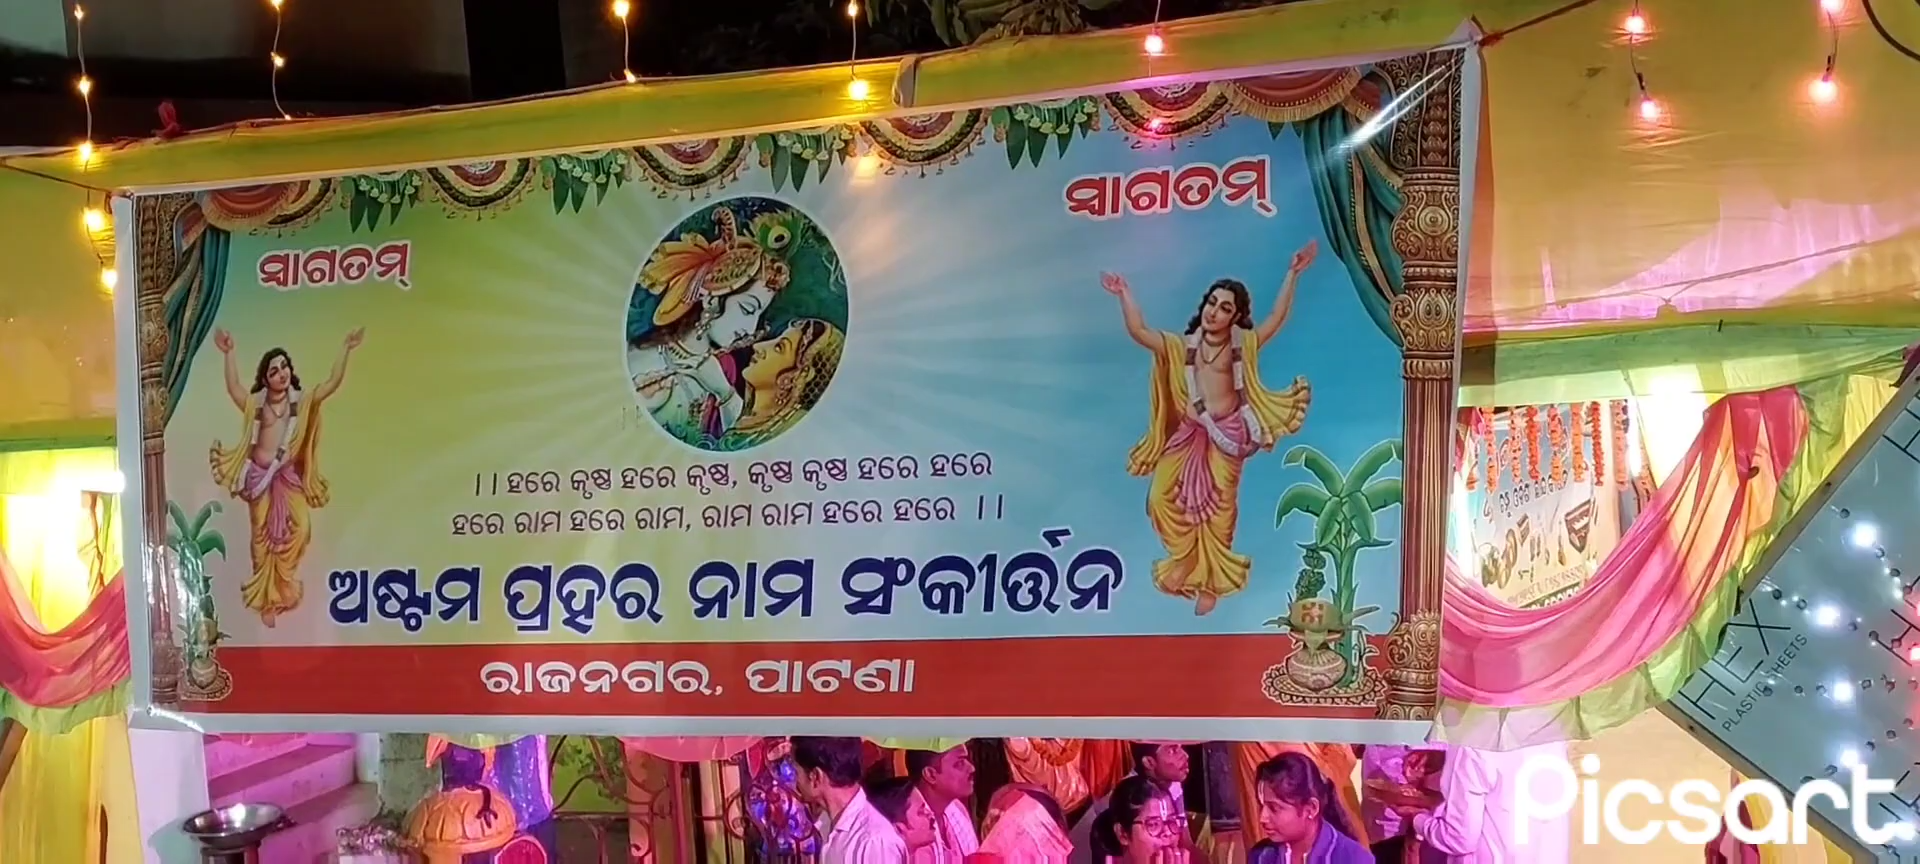 ସ୍ୱାଗତମ୍
ସ୍ୱାଗତମ୍
।। ହରେ କୃଷ୍ଣ ହରେ କୃଷ୍ଣ, କୃଷ୍ଣ କୃଷ୍ଣ ହରେ ହରେ
ହରେ ରାମ ହରେ ରାମ, ରାମ ରାମ ହରେ ହରେ ।।
ଅଷ୍ଟମ ପ୍ରହର ନାମ ସଂକୀର୍ତ୍ତନ
ରାଜନଗର, ପାଟଣା
HEX
PLASTIC SHEETS
Picsart